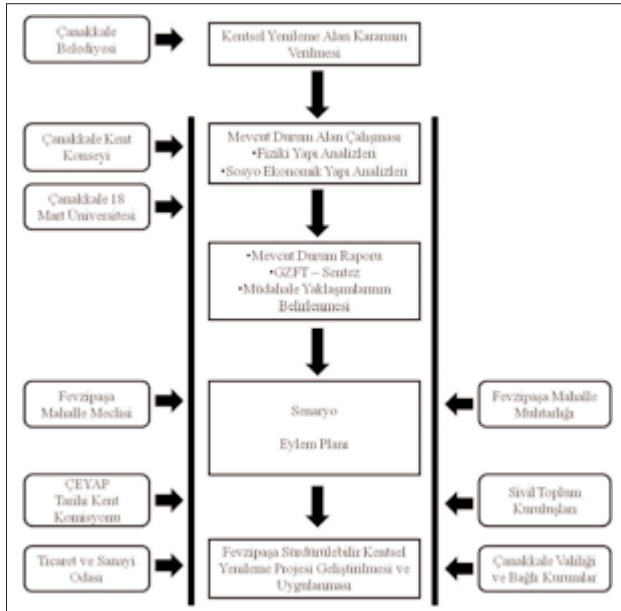 Çanakkale
Belediyesi
Kentsel Yenileme Alan Kararının
Verilmesi
Çanakkale Kent
Konseyi
Mevcut Durum Alan Çalışması
•Fiziki Yapı Analizleri
•Sosyo Ekonomik Yapı Analizleri
Çanakkale 18
Mart Üniversitesi
•Mevcut Durum Raporu
•GZFT – Sentez
•Müdahale Yaklaşımlarının
Belirlenmesi
Fevzipaşa
Mahalle Meclisi
Senaryo
Eylem Planı
Fevzipaşa Mahalle
Muhtarlığı
ÇEYAP
Tarihi Kent
Komisyonu
Sivil Toplum
Kuruluşları
Ticaret ve Sanayi
Odası
Fevzipaşa Sürdürülebilir Kentsel
Yenileme Projesi Geliştirilmesi ve
Uygulanması
Çanakkale Valiliği
ve Bağlı Kurumlar